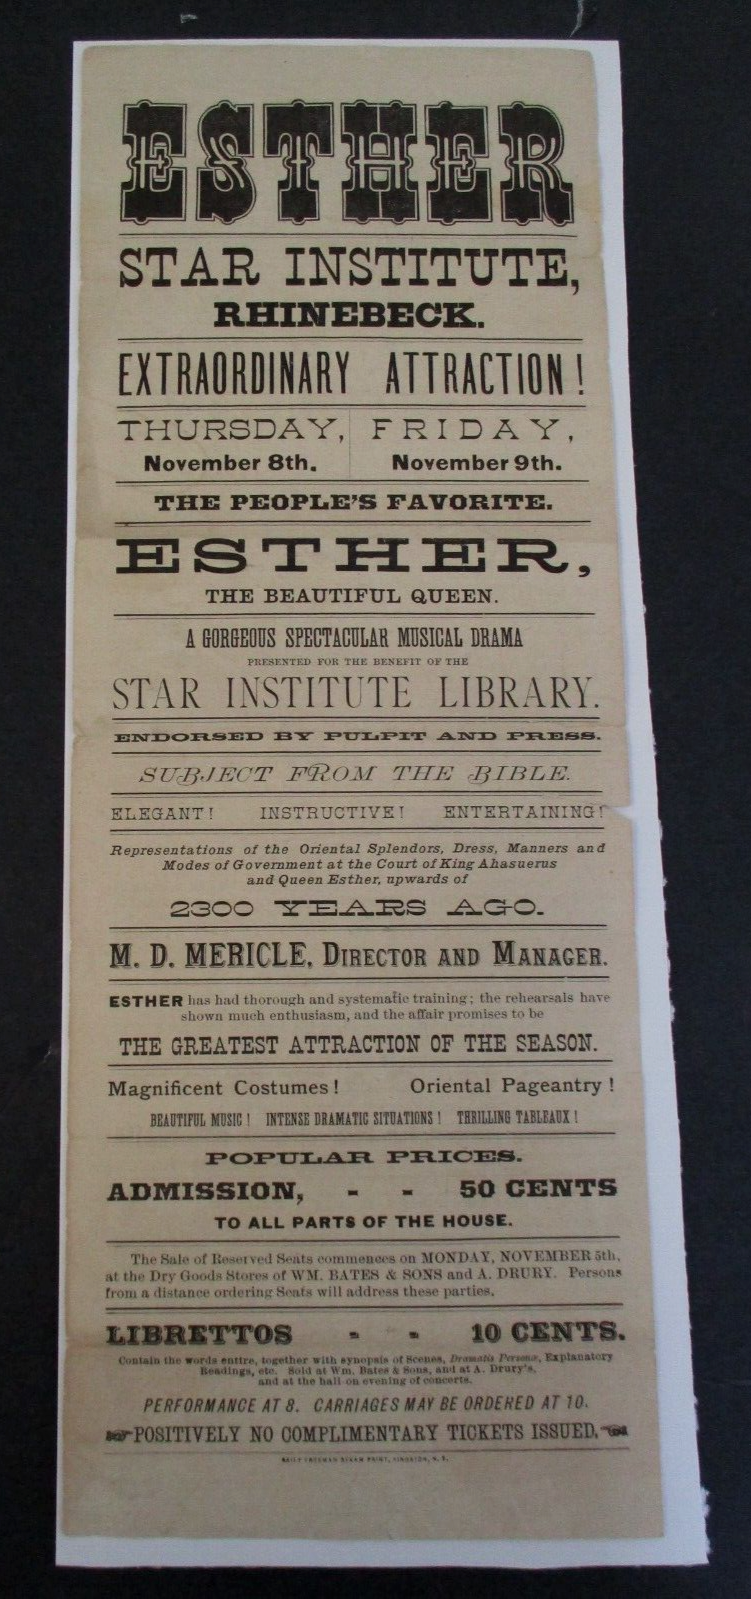 ESTHER
STAR INSTITUTE,
RHINEBECK.
EXTRAORDINARY ATTRACTION!
THURSDAY, FRIDAY,
November 8th. November 9th.
THE PEOPLE'S FAVORITE.
ESTHER,
THE BEAUTIFUL QUEEN.
A GORGEOUS SPECTACULAR MUSICAL DRAMA
PRESENTED FOR THE BENEFIT OF THE
STAR INSTITUTE LIBRARY.
ENDORSED BY PULPIT AND PRESS.
SUBJECT FROM THE BIBLE.
ELEGANT! INSTRUCTIVE! ENTERTAINING!
Representations of the Oriental Splendors, Dress, Manners and
Modes of Government at the Court of King Ahasuerus
and Queen Esther, upwards of
2300 YEARS AGO.
M. D. MERICLE, DIRECTOR AND MANAGER.
ESTHER has had thorough and systematic training; the rehearsals have
shown much enthusiasm, and the affair promises to be
THE GREATEST ATTRACTION OF THE SEASON.
Magnificent Costumes! Oriental Pageantry!
BEAUTIFUL MUSIC! INTENSE DRAMATIC SITUATIONS! THRILLING TABLEAUX!
POPULAR PRICES.
ADMISSION, - - 50 CENTS
TO ALL PARTS OF THE HOUSE.
The Sale of Reserved Seats commences on MONDAY, NOVEMBER 5th,
at the Dry Goods Stores of WM. BATES & SONS and A. DRURY. Persons
from a distance ordering Seats will address these parties.
LIBRETTOS - - 10 CENTS.
Contain the words entire, together with synopsis of Scenes, Dramatis Personæ, Explanatory
Readings, etc. Sold at Wm. Bates & Sons, and at A. Drury's,
and at the hall on evening of concerts.
PERFORMANCE AT 8. CARRIAGES MAY BE ORDERED AT 10.
POSITIVELY NO COMPLIMENTARY TICKETS ISSUED.
DAILY FREEMAN STEAM PRINT, KINGSTON, N. Y.